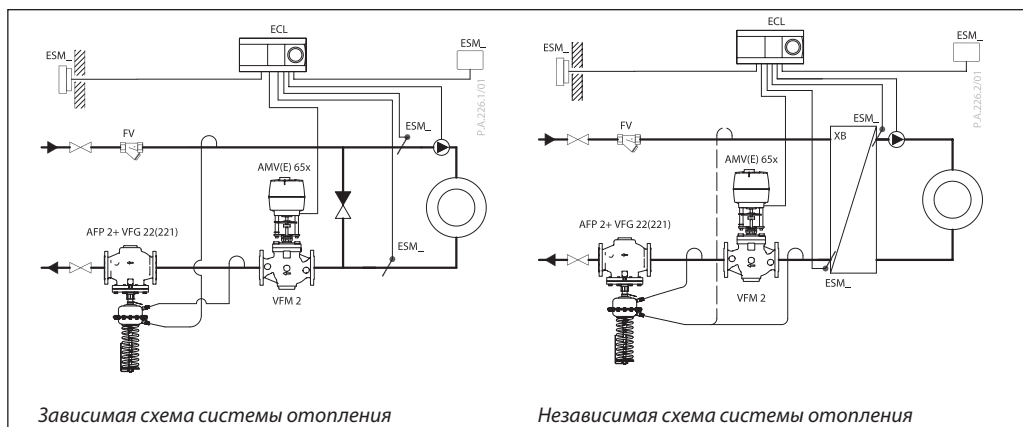 ECL
ESM_
ESM_
P.A.226.1/01
FV
ESM_
AMV(E) 65x
AFP 2+ VFG 22(221)
ESM_
VFM 2
Зависимая схема системы отопления
ECL
ESM_
ESM_
P.A.226.2/01
FV
ESM_
XB
AMV(E) 65x
AFP 2+ VFG 22(221)
VFM 2
ESM_
Независимая схема системы отопления